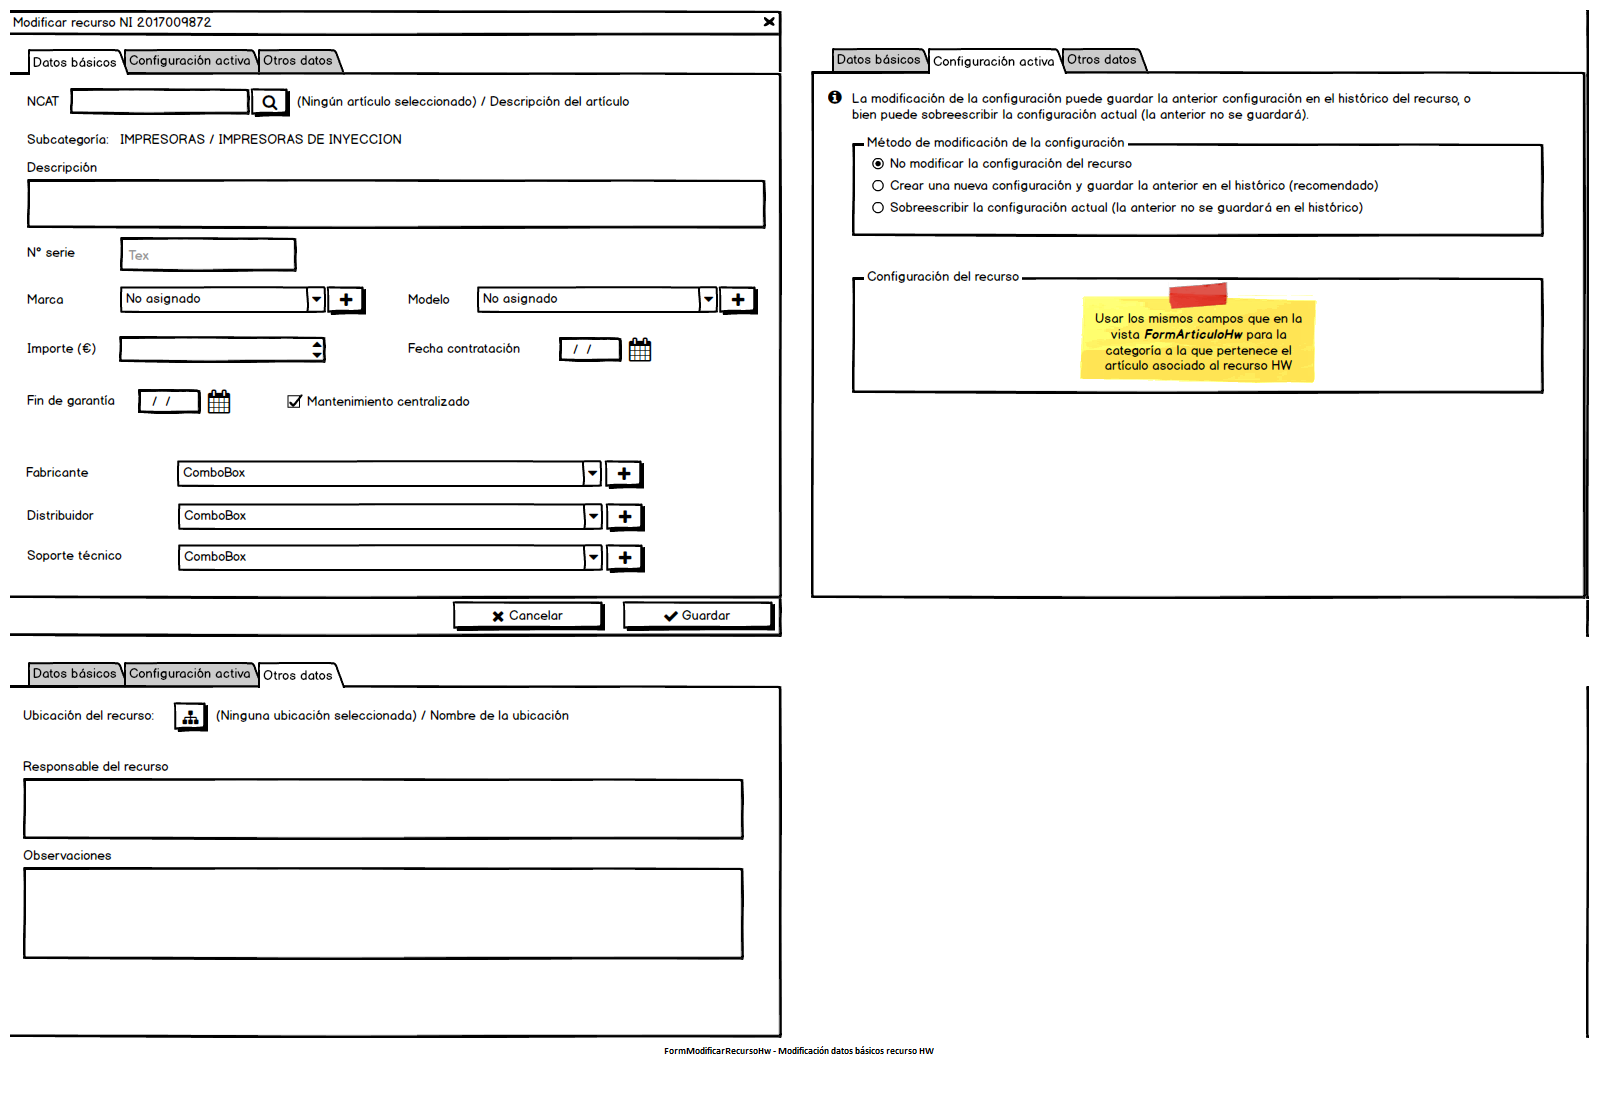 Modificar recurso NI 2017009872
Datos básicos
Configuración activa
Otros datos
NCAT
(Ningún artículo seleccionado) / Descripción del artículo
Subcategoría: IMPRESORAS / IMPRESORAS DE INYECCION
Descripción
Nº serie
Tex
Marca
No asignado
Modelo
No asignado
Importe (€)
Fecha contratación
/ /
Fin de garantía
/ /
Mantenimiento centralizado
Fabricante
ComboBox
Distribuidor
ComboBox
Soporte técnico
ComboBox
Cancelar
Guardar
Datos básicos
Configuración activa
Otros datos
La modificación de la configuración puede guardar la anterior configuración en el histórico del recurso, o
bien puede sobreescribir la configuración actual (la anterior no se guardará).
Método de modificación de la configuración
No modificar la configuración del recurso
Crear una nueva configuración y guardar la anterior en el histórico (recomendado)
Sobreescribir la configuración actual (la anterior no se guardará en el histórico)
Configuración del recurso
Usar los mismos campos que en la
vista FormArticuloHw para la
categoría a la que pertenece el
artículo asociado al recurso HW
Datos básicos
Configuración activa
Otros datos
Ubicación del recurso:
(Ninguna ubicación seleccionada) / Nombre de la ubicación
Responsable del recurso
Observaciones
FormModificarRecursoHw - Modificación datos básicos recurso HW